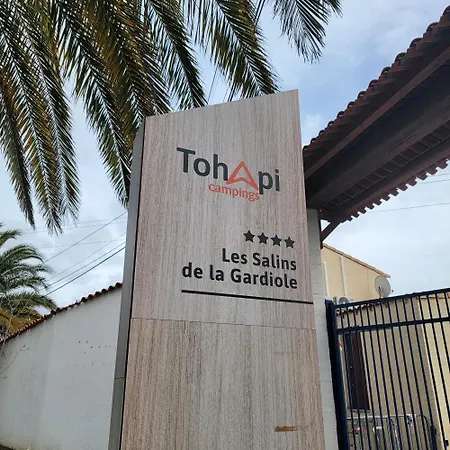 Tohapi
campings
★★★★
Les Salins
de la Gardiole